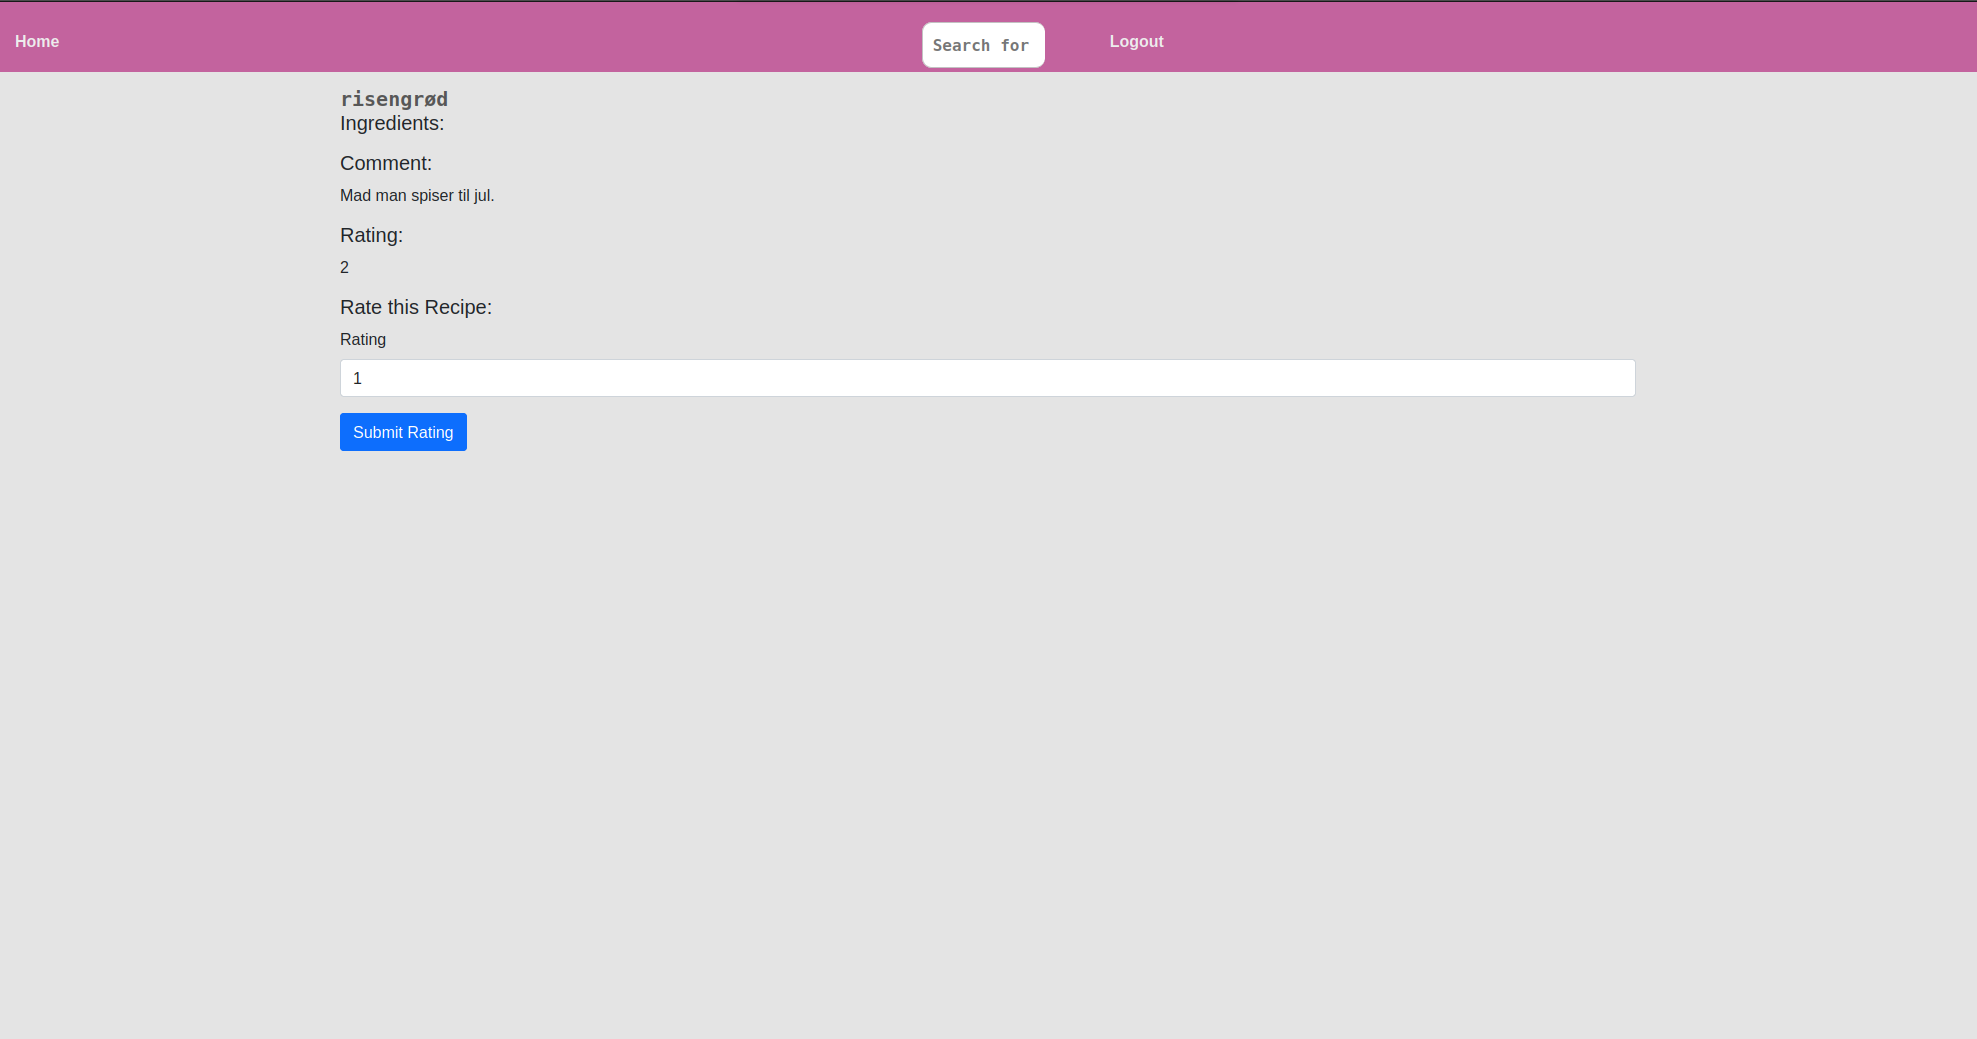 Home
Search for
Logout
risengrød
Ingredients:
Comment:
Mad man spiser til jul.
Rating:
2
Rate this Recipe:
Rating
1
Submit Rating